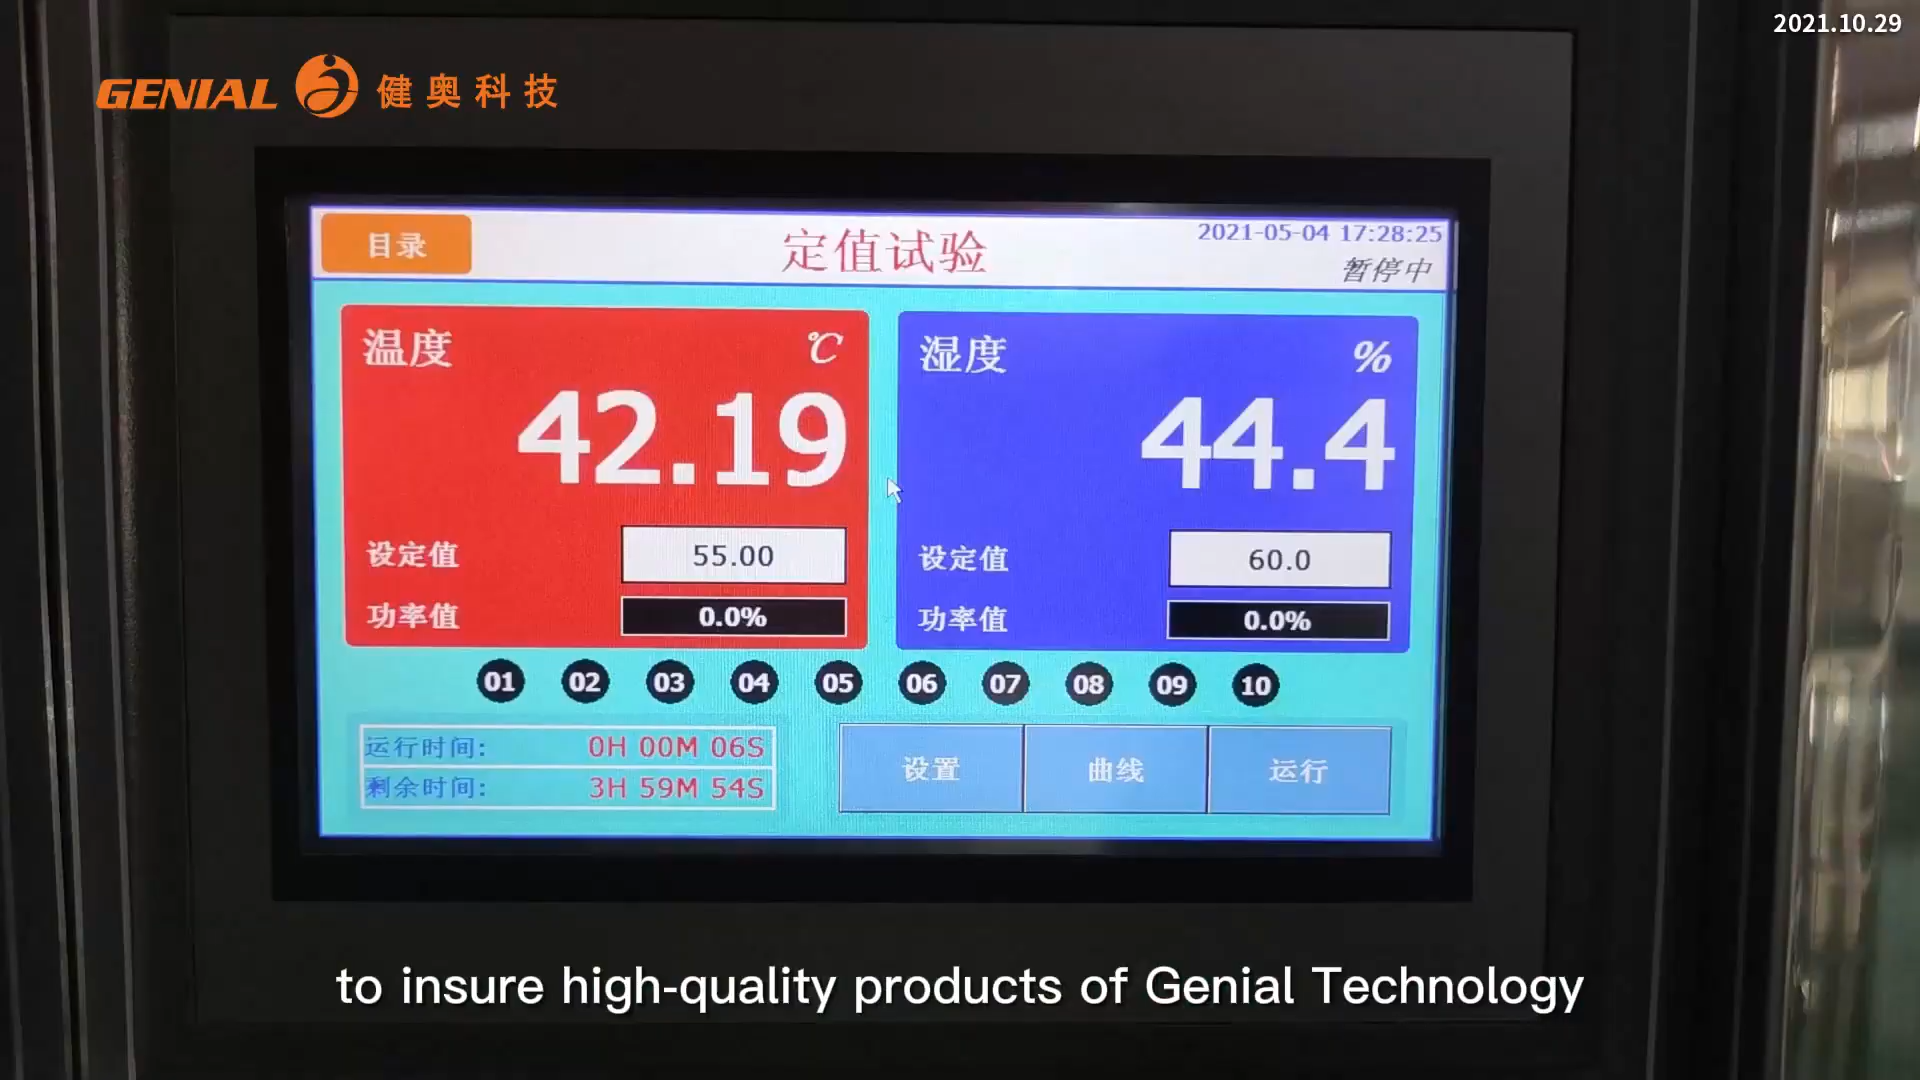 2021.10.29
GENIAL 健奥科技
目录
定值试验
2021-05-04 17:28:25
暂停中
温度 ℃
42.19
设定值 55.00
功率值 0.0%
湿度 %
44.4
设定值 60.0
功率值 0.0%
01 02 03 04 05 06 07 08 09 10
运行时间: 0H 00M 06S
剩余时间: 3H 59M 54S
设置 曲线 运行
to insure high-quality products of Genial Technology